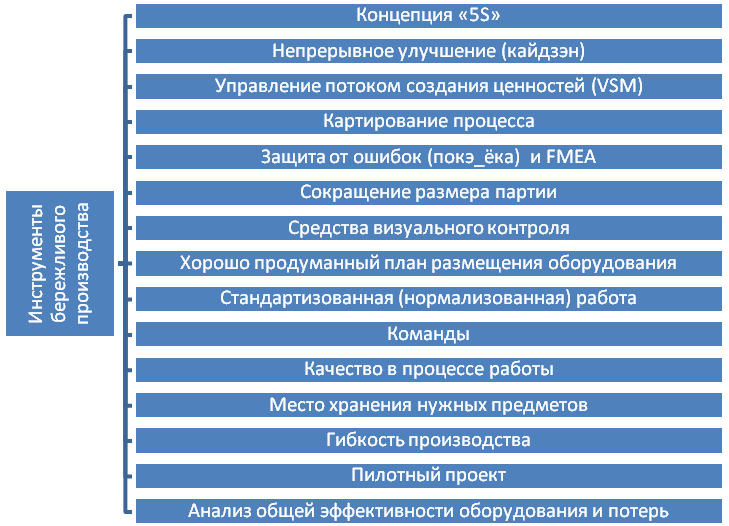 Инструменты
бережливого
производства
Концепция «5S»
Непрерывное улучшение (кайдзэн)
Управление потоком создания ценностей (VSM)
Картирование процесса
Защита от ошибок (покэ_ёка) и FMEA
Сокращение размера партии
Средства визуального контроля
Хорошо продуманный план размещения оборудования
Стандартизованная (нормализованная) работа
Команды
Качество в процессе работы
Место хранения нужных предметов
Гибкость производства
Пилотный проект
Анализ общей эффективности оборудования и потерь